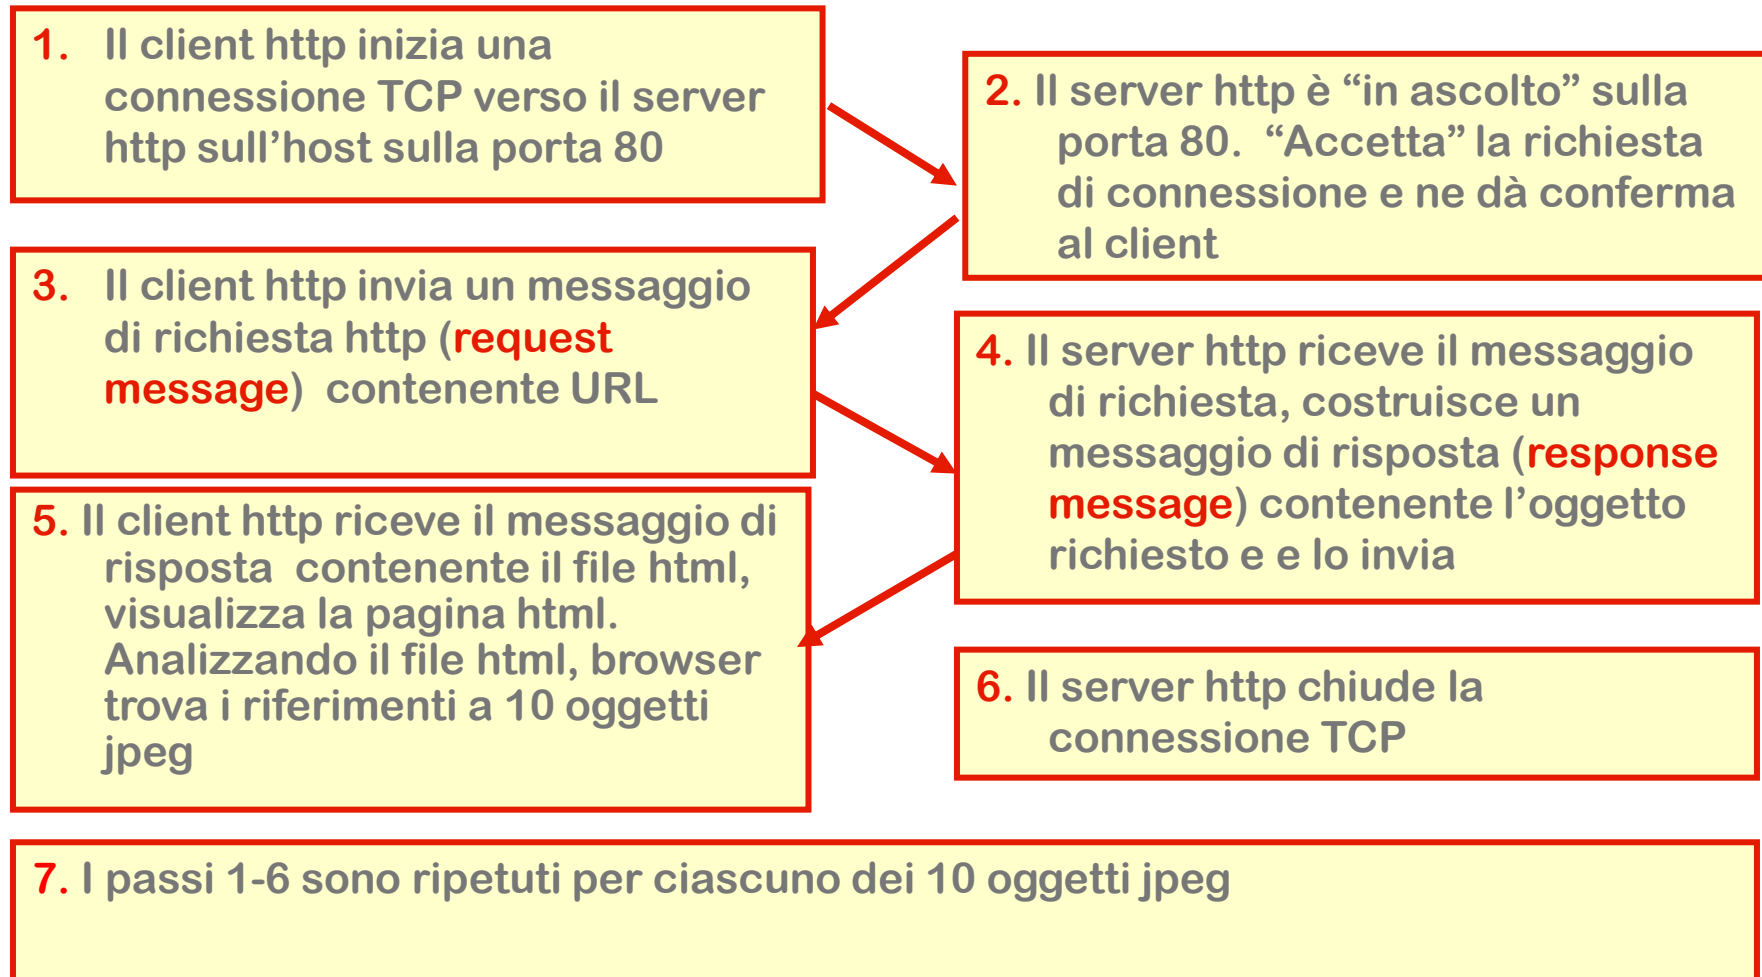 1. Il client http inizia una
connessione TCP verso il server
http sull’host sulla porta 80
2. Il server http è “in ascolto” sulla
porta 80. “Accetta” la richiesta
di connessione e ne dà conferma
al client
3. Il client http invia un messaggio
di richiesta http (request
message) contenente URL
4. Il server http riceve il messaggio
di richiesta, costruisce un
messaggio di risposta (response
message) contenente l’oggetto
richiesto e e lo invia
5. Il client http riceve il messaggio di
risposta contenente il file html,
visualizza la pagina html.
Analizzando il file html, browser
trova i riferimenti a 10 oggetti
jpeg
6. Il server http chiude la
connessione TCP
7. I passi 1-6 sono ripetuti per ciascuno dei 10 oggetti jpeg